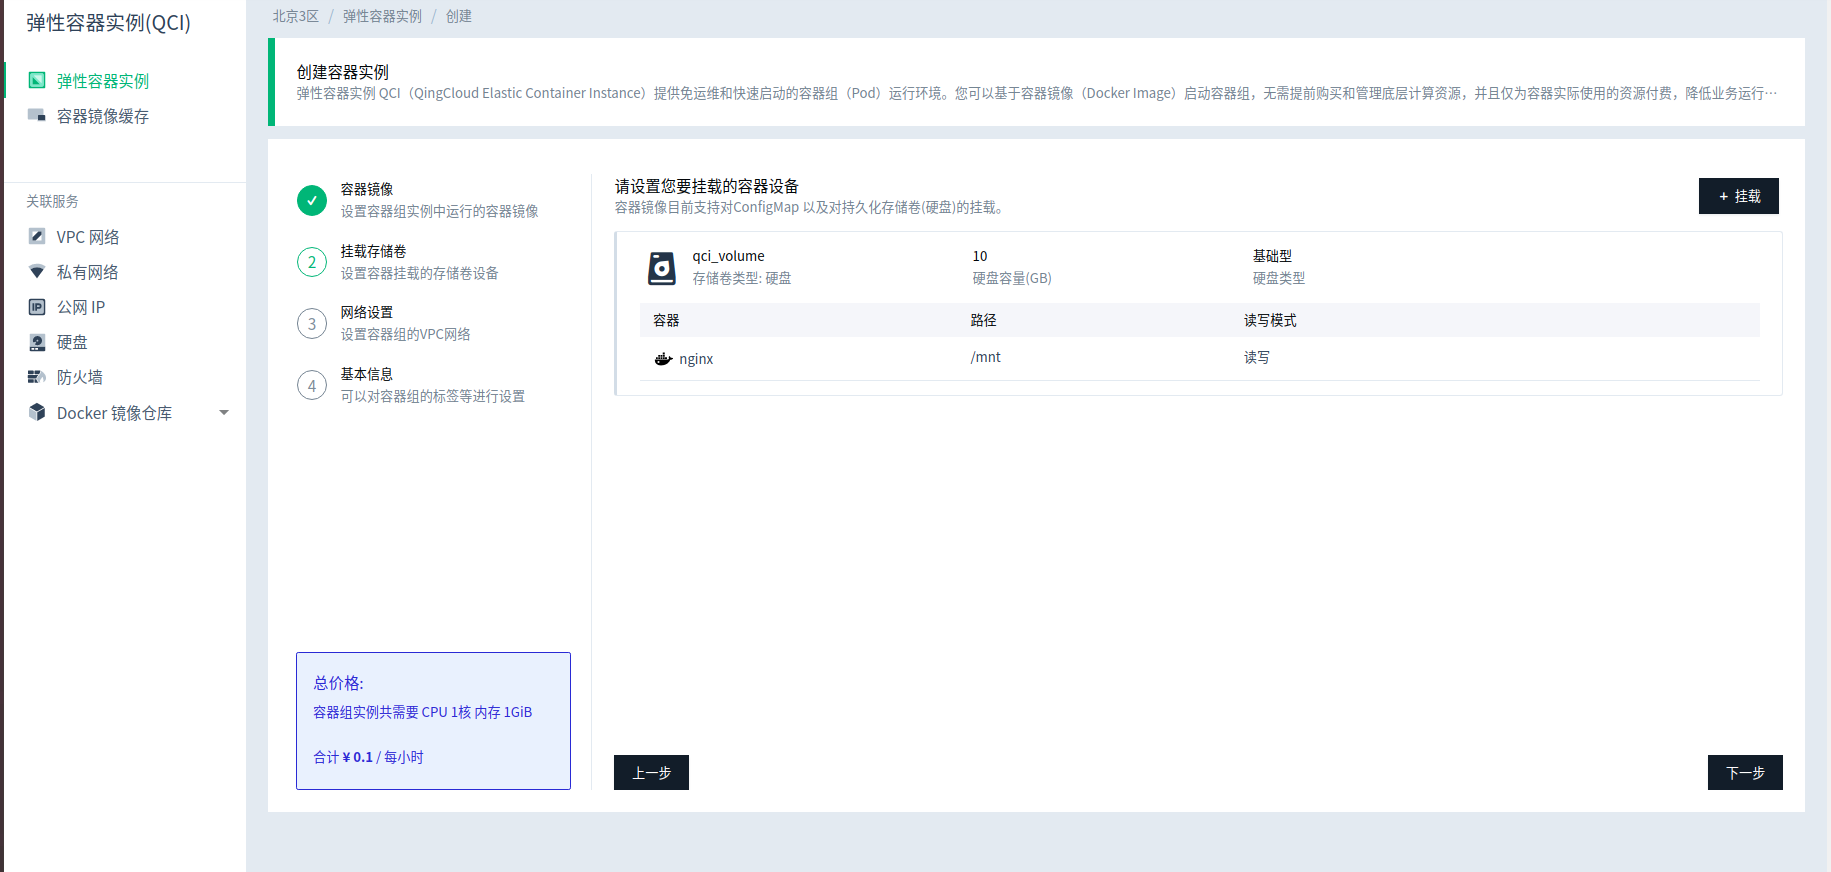 弹性容器实例(QCI)
弹性容器实例
容器镜像缓存
关联服务
VPC 网络
私有网络
公网 IP
硬盘
防火墙
Docker 镜像仓库
北京3区 / 弹性容器实例 / 创建
创建容器实例
弹性容器实例 QCI（QingCloud Elastic Container Instance）提供免运维和快速启动的容器组（Pod）运行环境。您可以基于容器镜像（Docker Image）启动容器组，无需提前购买和管理底层计算资源，并且仅为容器实际使用的资源付费，降低业务运行…
容器镜像
设置容器组实例中运行的容器镜像
2
挂载存储卷
设置容器挂载的存储卷设备
3
网络设置
设置容器组的VPC网络
4
基本信息
可以对容器组的标签等进行设置
总价格:
容器组实例共需要 CPU 1核 内存 1GiB
合计 ¥ 0.1 / 每小时
请设置您要挂载的容器设备
容器镜像目前支持对ConfigMap 以及对持久化存储卷(硬盘)的挂载。
+ 挂载
qci_volume 10 基础型
存储卷类型: 硬盘 硬盘容量(GB) 硬盘类型
容器 路径 读写模式
nginx /mnt 读写
上一步 下一步